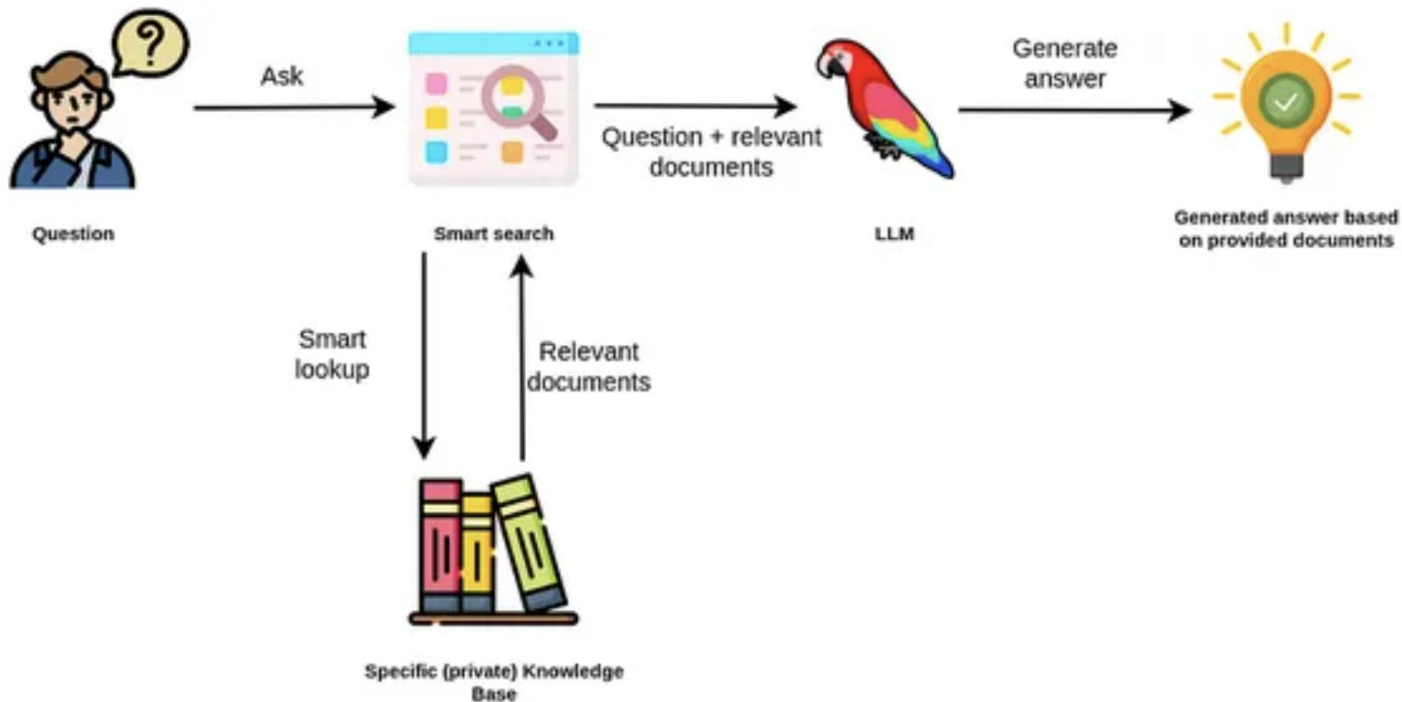 ?
Ask
Generate
answer
Question + relevant
documents
Question
Smart search
LLM
Generated answer based
on provided documents
Smart
lookup
Relevant
documents
Specific (private) Knowledge
Base